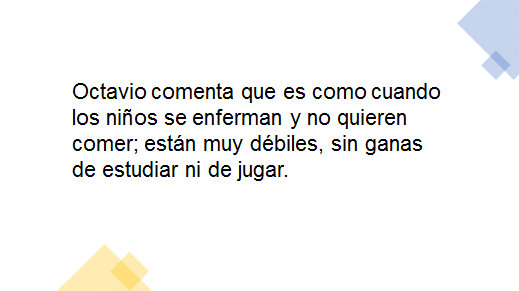 Octavio comenta que es como cuando
los niños se enferman y no quieren
comer; están muy débiles, sin ganas
de estudiar ni de jugar.